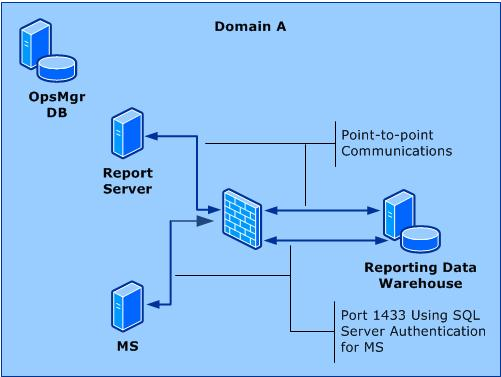 Domain A
OpsMgr
DB
Report
Server
Point-to-point
Communications
Reporting Data
Warehouse
MS
Port 1433 Using SQL
Server Authentication
for MS